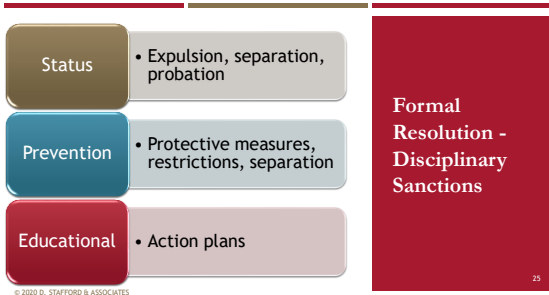 Status
• Expulsion, separation,
probation
Prevention
• Protective measures,
restrictions, separation
Educational
• Action plans
Formal
Resolution -
Disciplinary
Sanctions
25
© 2020 D. STAFFORD & ASSOCIATES